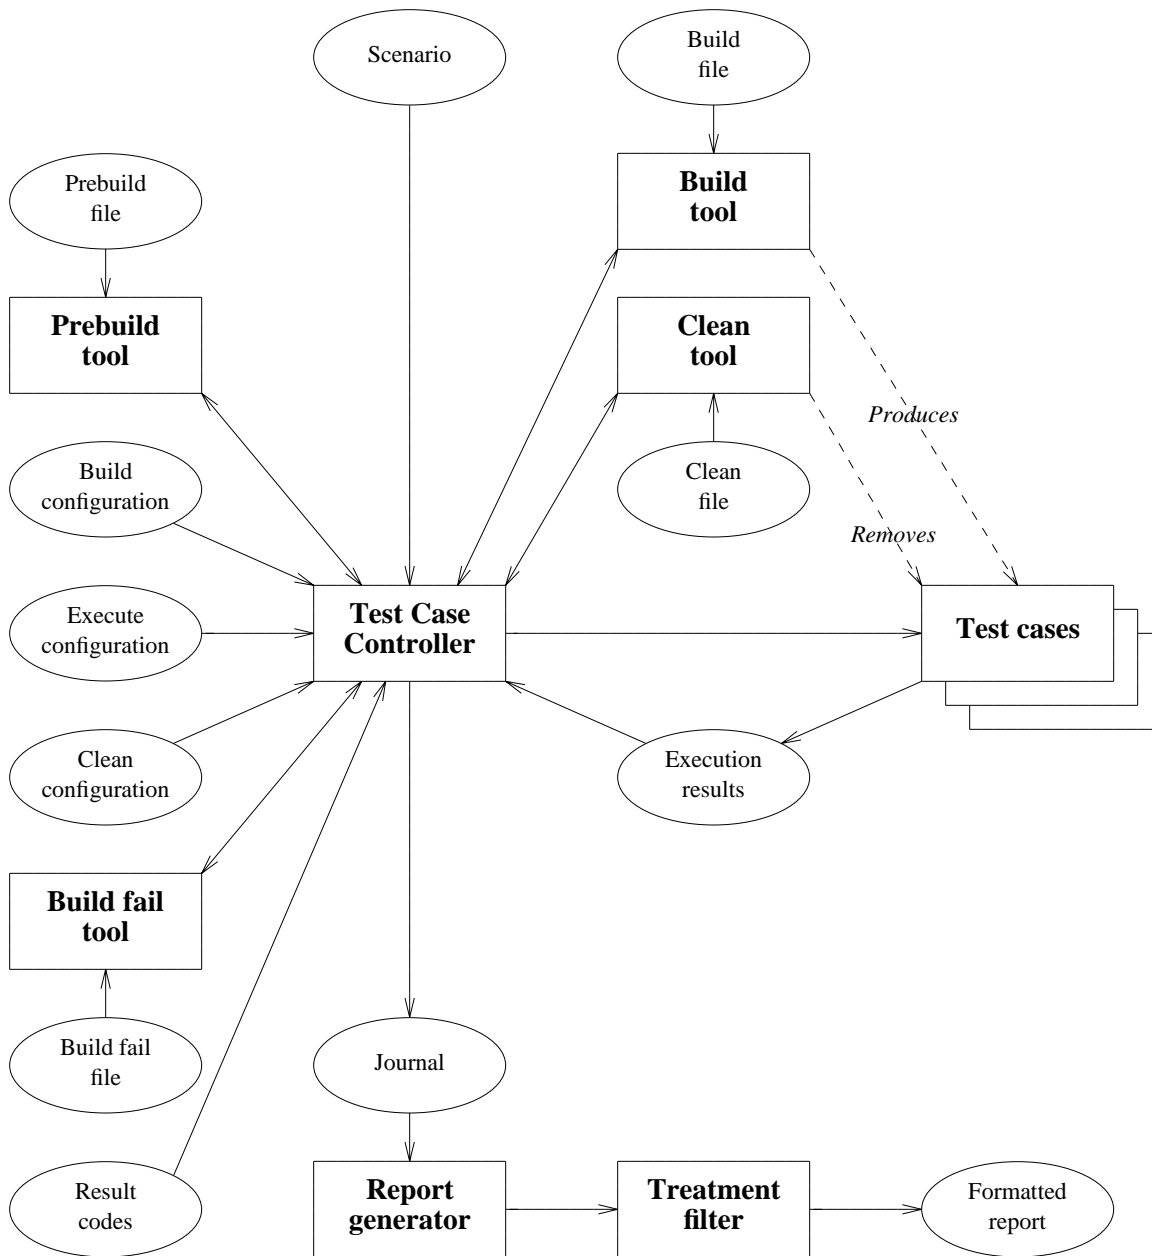 Scenario
Build
file
Prebuild
file
Build
tool
Prebuild
tool
Clean
tool
Produces
Build
configuration
Clean
file
Removes
Execute
configuration
Test Case
Controller
Test cases
Clean
configuration
Execution
results
Build fail
tool
Build fail
file
Journal
Result
codes
Report
generator
Treatment
filter
Formatted
report